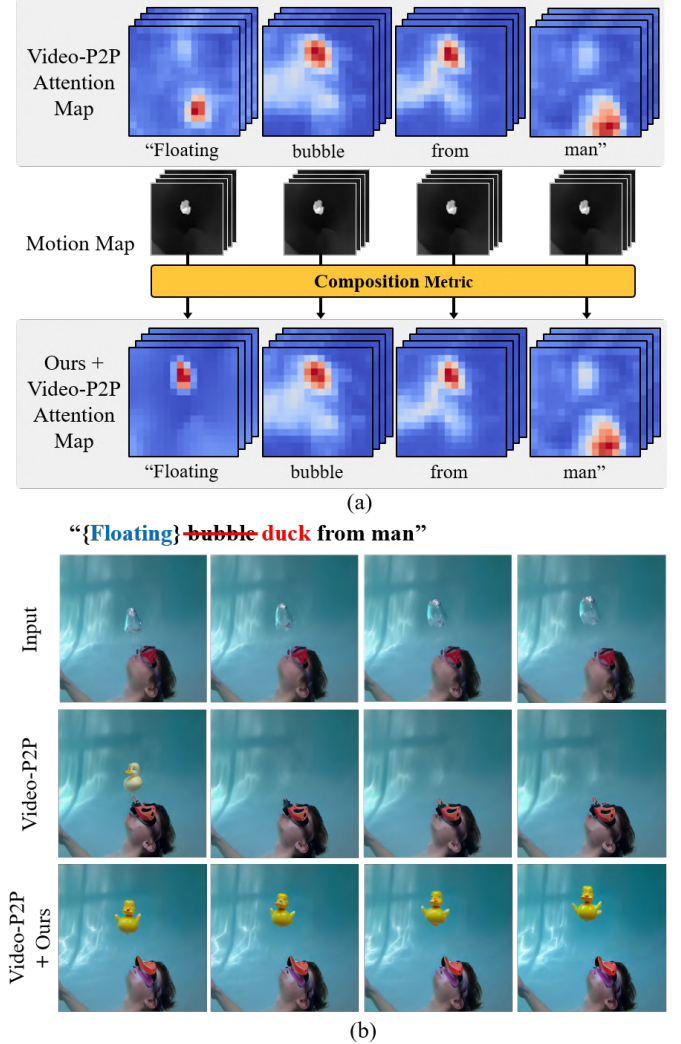 Video-P2P
Attention
Map
“Floating bubble from man”
Motion Map
Composition Metric
Ours +
Video-P2P
Attention
Map
“Floating bubble from man”
(a)
“{Floating} bubble duck from man”
Input
Video-P2P
Video-P2P
+ Ours
(b)